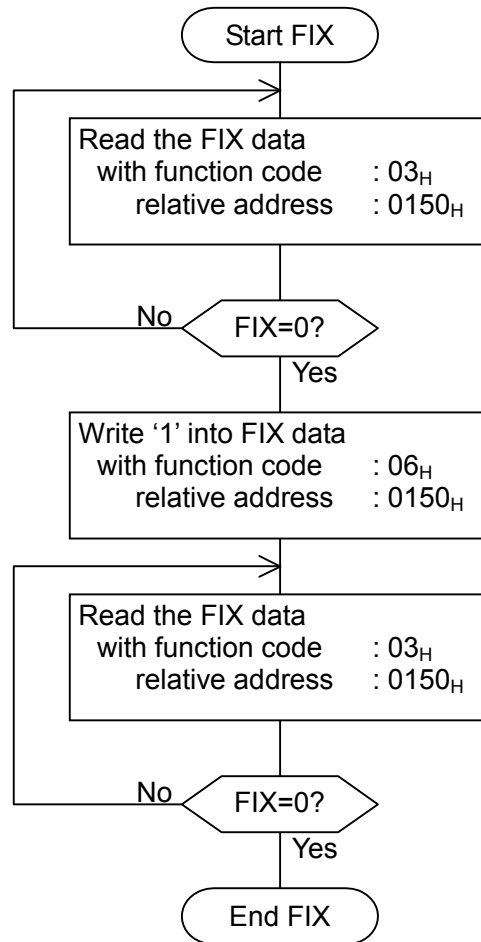 Start FIX
Read the FIX data
with function code : 03H
relative address : 0150H
No
FIX=0?
Yes
Write ‘1’ into FIX data
with function code : 06H
relative address : 0150H
Read the FIX data
with function code : 03H
relative address : 0150H
No
FIX=0?
Yes
End FIX